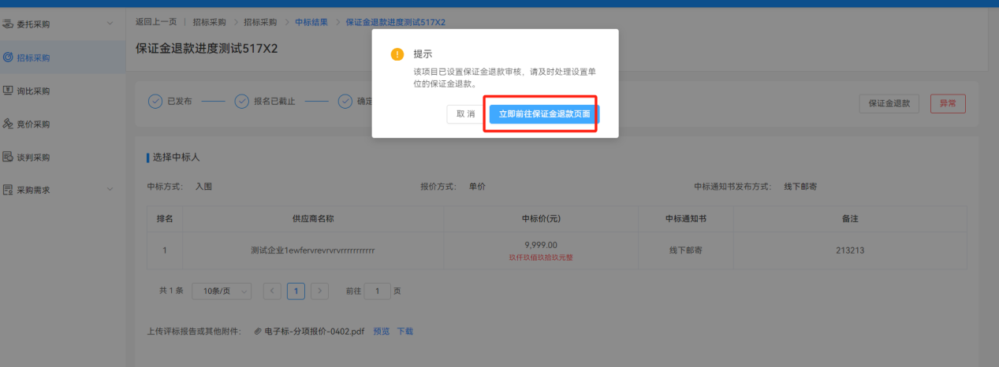 委托采购
招标采购
询比采购
竞价采购
谈判采购
采购需求
返回上一页 | 招标采购 > 招标采购 > 中标结果 > 保证金退款进度测试517X2
保证金退款进度测试517X2
提示
该项目已设置保证金退款审核，请及时处理设置单
位的保证金退款。
取消 立即前往保证金退款页面
已发布 报名已截止 确定
保证金退款 异常
选择中标人
中标方式： 入围 报价方式： 单价 中标通知书发布方式： 线下邮寄
排名 供应商名称 中标价(元) 中标通知书 备注
1 测试企业1ewfervrevrvrvrrrrrrrrrrr 9,999.00 线下邮寄 213213
玖仟玖佰玖拾玖元整
共 1 条 10条/页 < 1 > 前往 1 页
上传评标报告或其他附件： 电子标-分项报价-0402.pdf 预览 下载